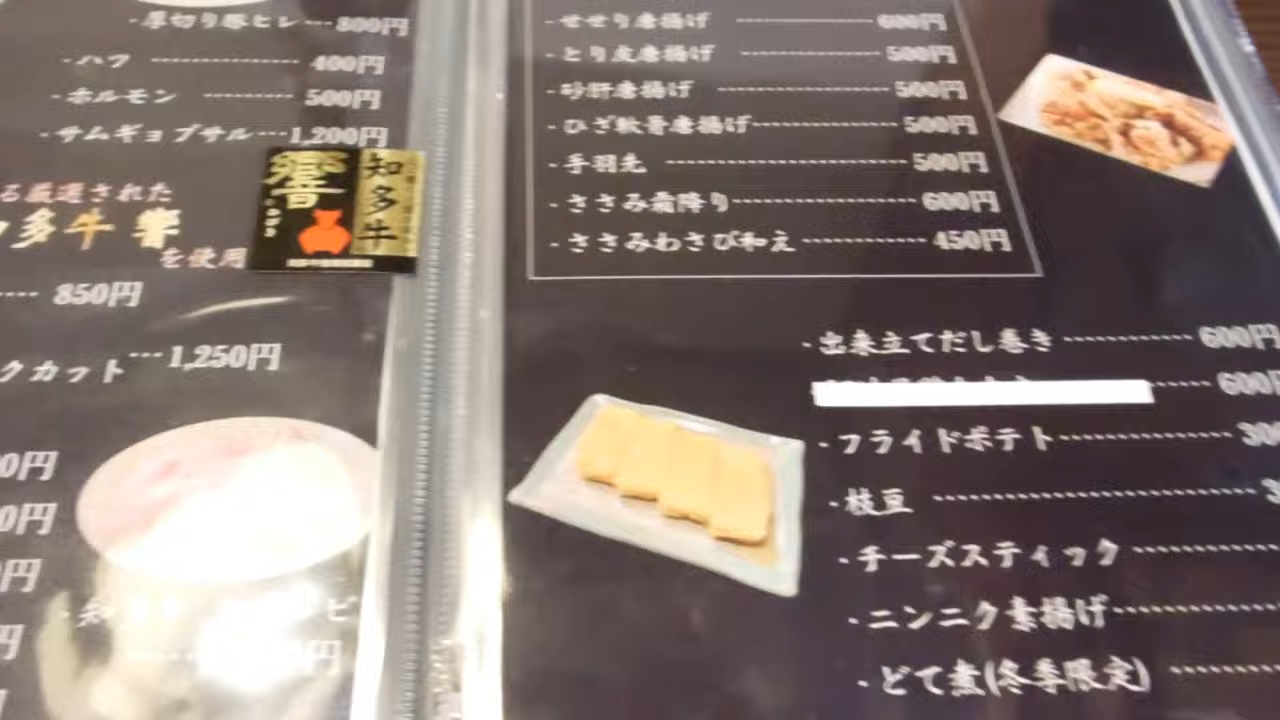 ・厚切り豚ヒレ…800円
・ハツ ………… 400円
・ホルモン ……… 500円
・サムギョプサル…1,200円
る厳選された
多牛 響
を使用
…… 850円
クカット…1,250円
0円
0円
円
円
響
知多牛
・せせり唐揚げ ………… 600円
・とり皮唐揚げ ………… 500円
・砂肝唐揚げ ………… 500円
・ひざ軟骨唐揚げ………… 500円
・手羽先 ………… 500円
・ささみ霜降り………… 600円
・ささみわさび和え………… 450円
・出来立てだし巻き………… 600円
…… 600円
・フライドポテト………… 300
・枝豆 …………
・チーズスティック …………
・ニンニク素揚げ…………
・どて煮(冬季限定) ……